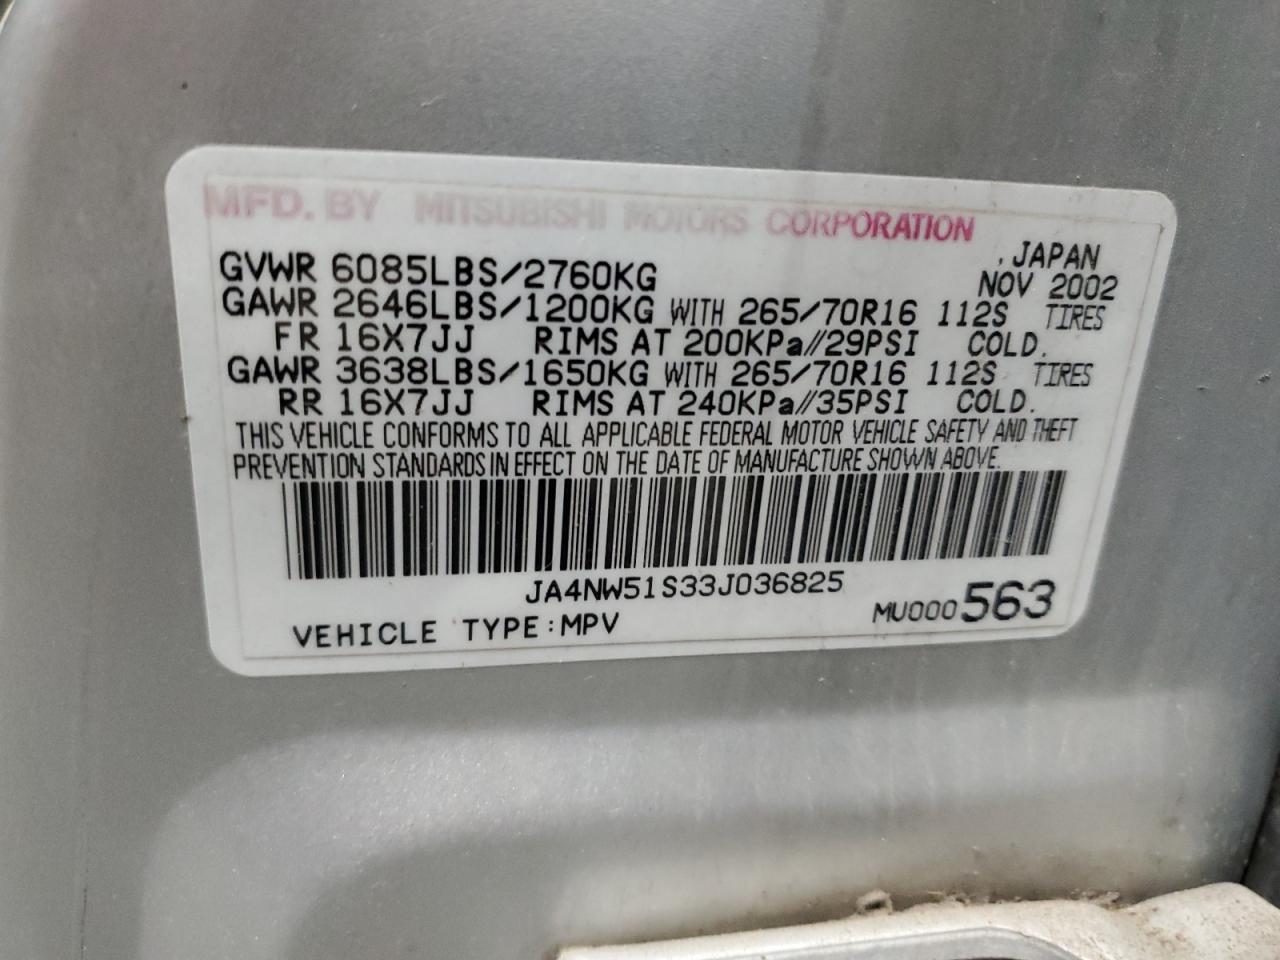 MFD. BY MITSUBISHI MOTORS CORPORATION
. JAPAN
GVWR 6085LBS/2760KG NOV 2002
GAWR 2646LBS/1200KG WITH 265/70R16 112S TIRES
FR 16X7JJ RIMS AT 200KPa//29PSI COLD.
GAWR 3638LBS/1650KG WITH 265/70R16 112S TIRES
RR 16X7JJ RIMS AT 240KPa//35PSI COLD.
THIS VEHICLE CONFORMS TO ALL APPLICABLE FEDERAL MOTOR VEHICLE SAFETY AND THEFT
PREVENTION STANDARDS IN EFFECT ON THE DATE OF MANUFACTURE SHOWN ABOVE.
JA4NW51S33J036825
VEHICLE TYPE:MPV MU000563